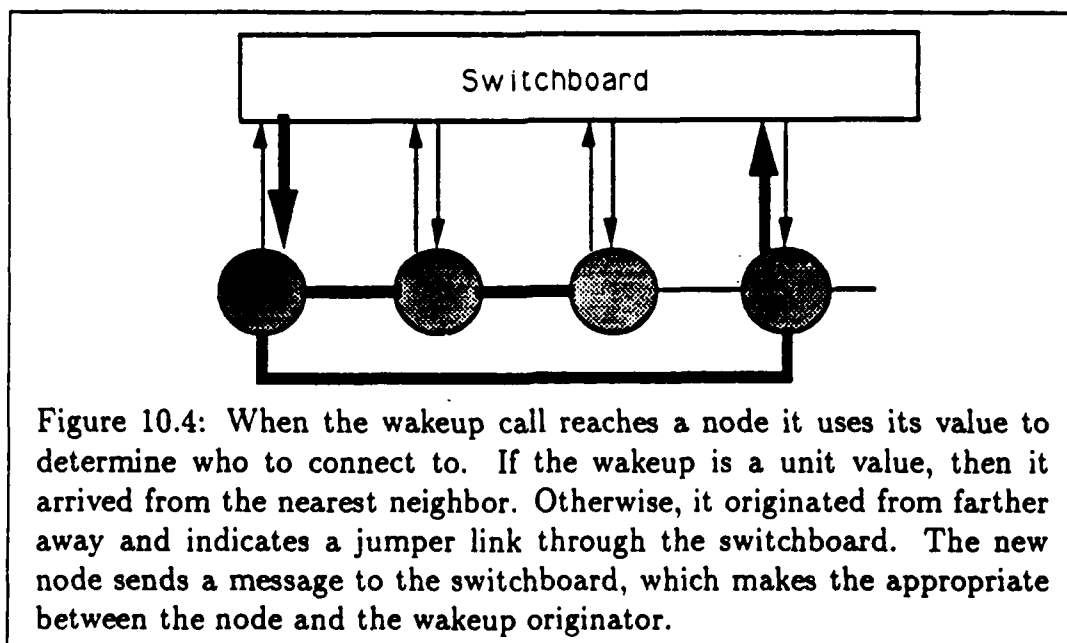 Switchboard
Figure 10.4: When the wakeup call reaches a node it uses its value to
determine who to connect to. If the wakeup is a unit value, then it
arrived from the nearest neighbor. Otherwise, it originated from farther
away and indicates a jumper link through the switchboard. The new
node sends a message to the switchboard, which makes the appropriate
between the node and the wakeup originator.